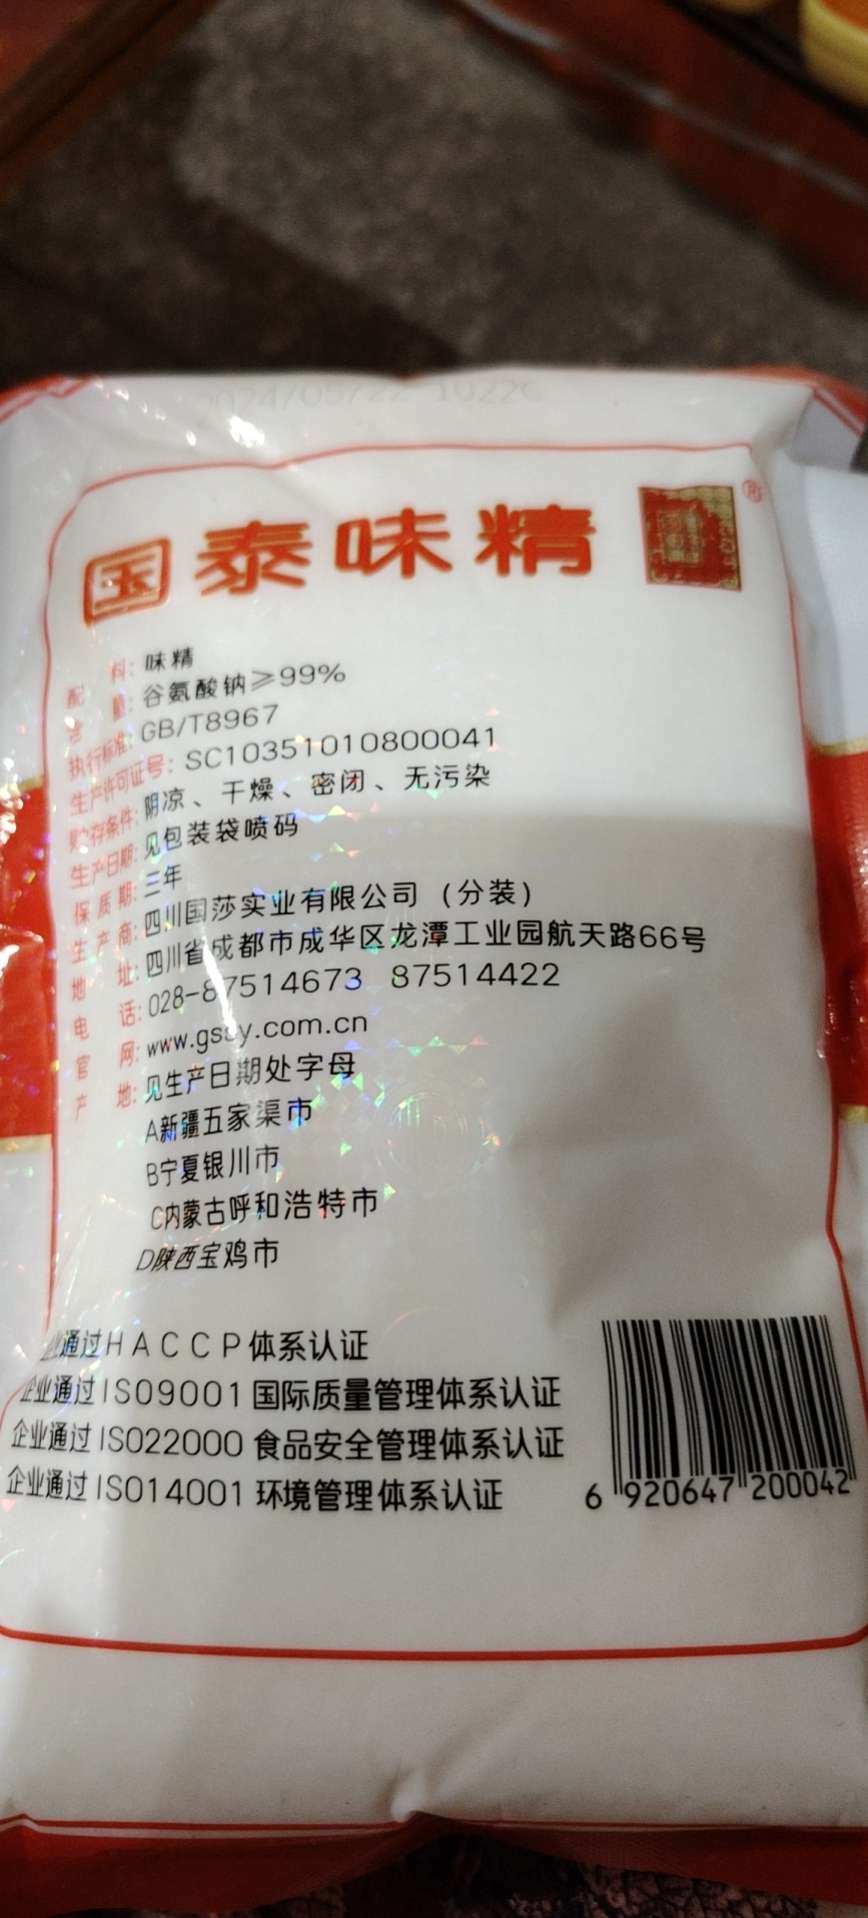 国泰味精 ®
配 料: 味精
含 量: 谷氨酸钠≥99%
执行标准: GB/T8967
生产许可证号: SC10351010800041
贮存条件: 阴凉、干燥、密闭、无污染
生产日期: 见包装袋喷码
保 质 期: 三年
生 产 商: 四川国莎实业有限公司（分装）
地 址: 四川省成都市成华区龙潭工业园航天路66号
电 话: 028-87514673 87514422
官 网: www.gssy.com.cn
产 地: 见生产日期处字母
A新疆五家渠市
B宁夏银川市
C内蒙古呼和浩特市
D陕西宝鸡市
企业通过HACCP体系认证
企业通过ISO9001国际质量管理体系认证
企业通过ISO22000食品安全管理体系认证
企业通过ISO14001环境管理体系认证
6 920647 200042